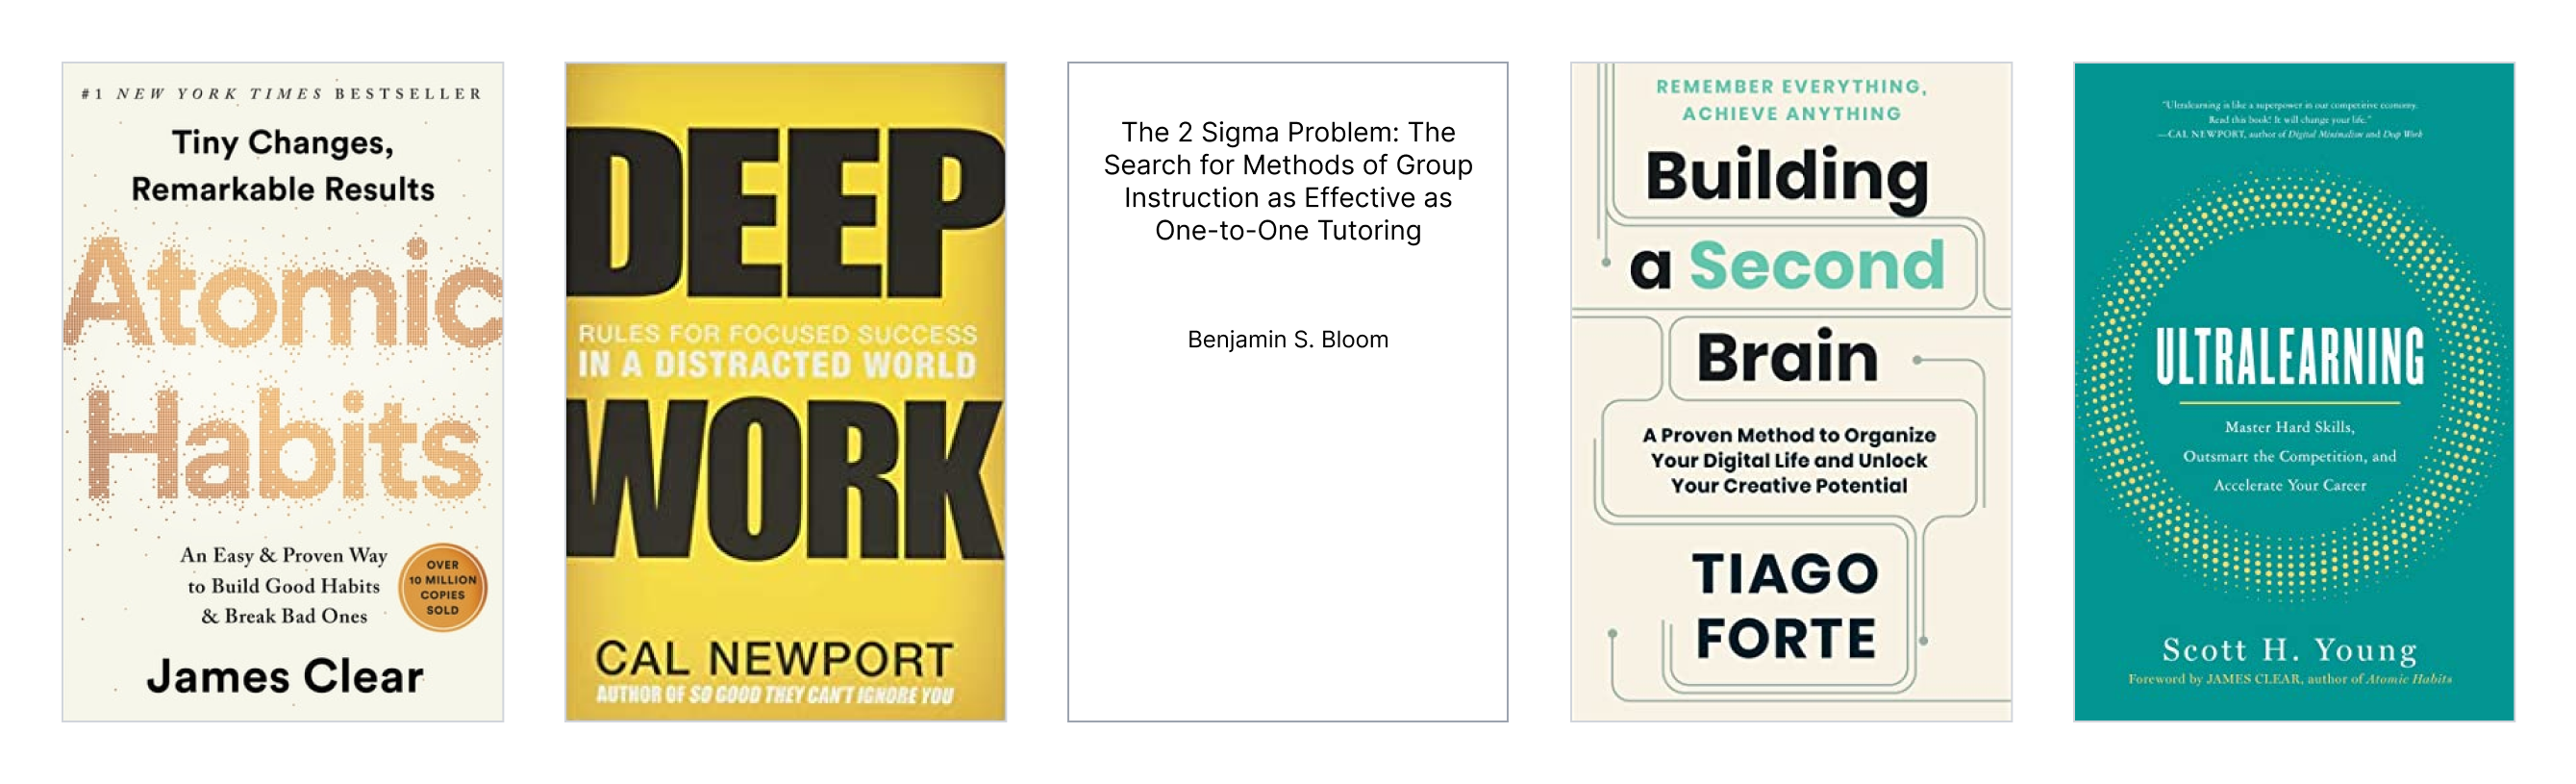 #1 NEW YORK TIMES BESTSELLER
Tiny Changes,
Remarkable Results
Atomic
Habits
An Easy & Proven Way
to Build Good Habits
& Break Bad Ones
OVER
10 MILLION
COPIES
SOLD
James Clear
DEEP
RULES FOR FOCUSED SUCCESS
IN A DISTRACTED WORLD
WORK
CAL NEWPORT
AUTHOR OF SO GOOD THEY CAN'T IGNORE YOU
The 2 Sigma Problem: The
Search for Methods of Group
Instruction as Effective as
One-to-One Tutoring
Benjamin S. Bloom
REMEMBER EVERYTHING,
ACHIEVE ANYTHING
Building
a Second
Brain
A Proven Method to Organize
Your Digital Life and Unlock
Your Creative Potential
TIAGO
FORTE
"Ultralearning is like a superpower in our competitive economy.
Read this book! It will change your life."
—CAL NEWPORT, author of Digital Minimalism and Deep Work
ULTRALEARNING
Master Hard Skills,
Outsmart the Competition, and
Accelerate Your Career
Scott H. Young
Foreword by JAMES CLEAR, author of Atomic Habits